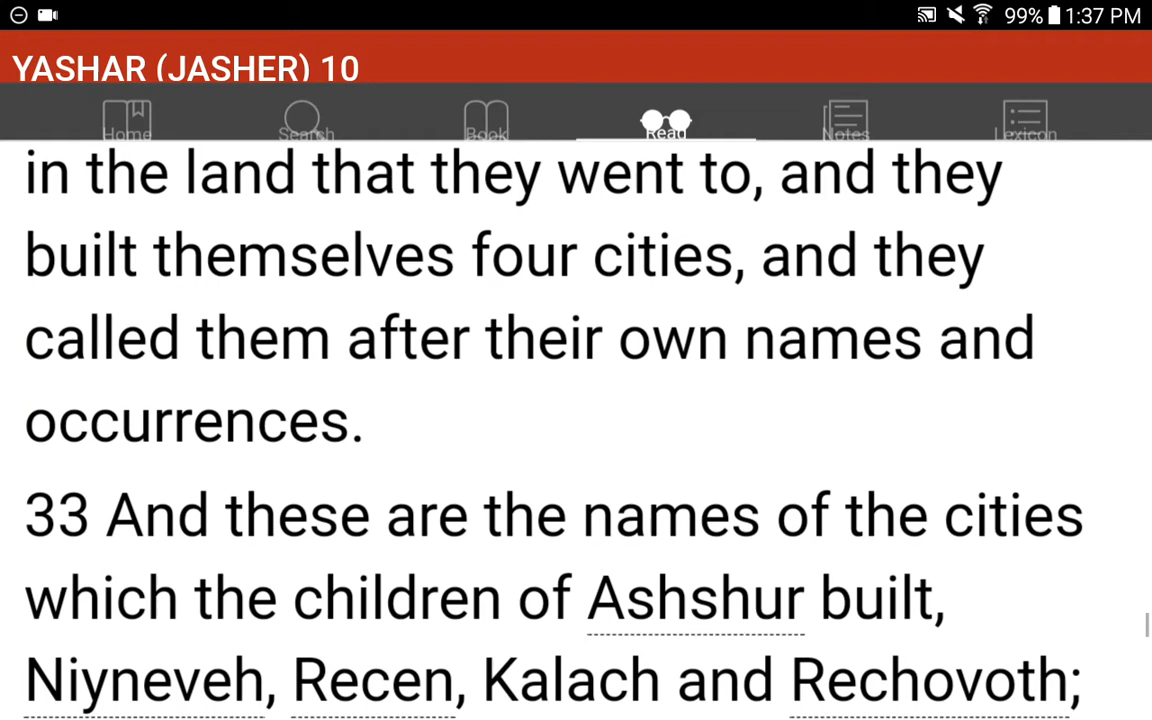 99% 1:37 PM
YASHAR (JASHER) 10
Home Search Book Read Notes Lexicon
in the land that they went to, and they
built themselves four cities, and they
called them after their own names and
occurrences.
33 And these are the names of the cities
which the children of Ashshur built,
Niyneveh, Recen, Kalach and Rechovoth;